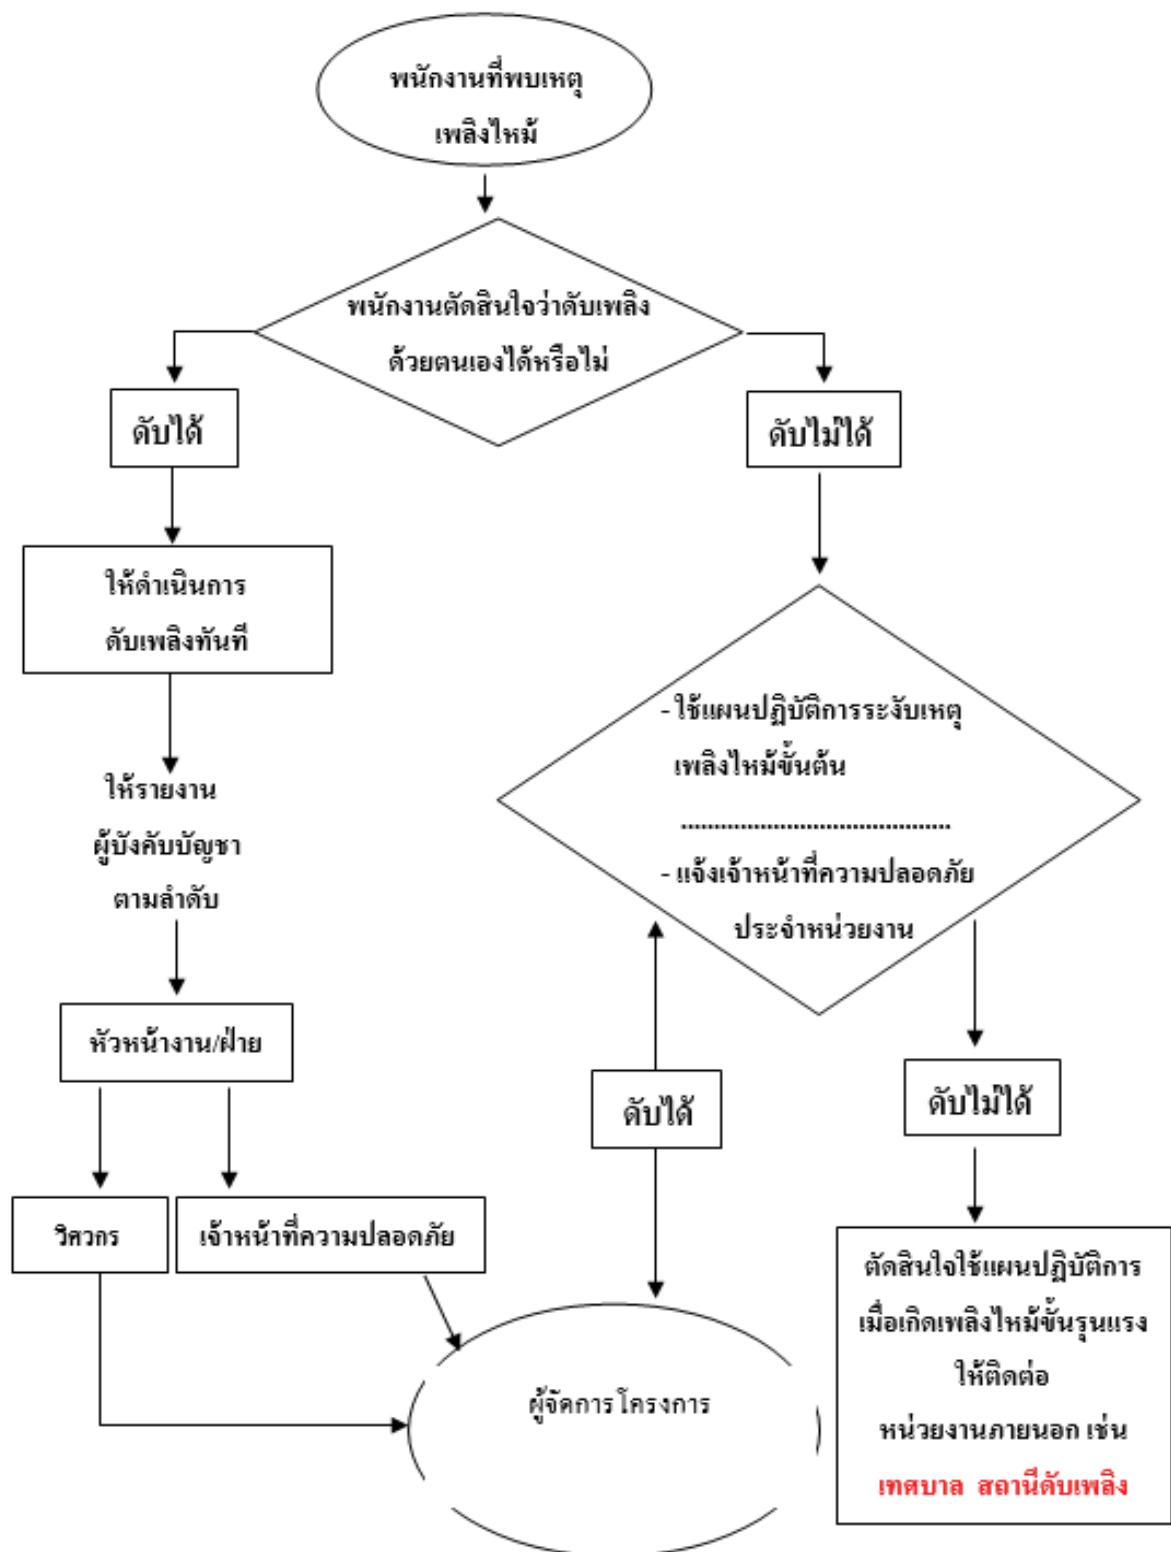 พนักงานที่พบเหตุ
เพลิงไหม้
พนักงานตัดสินใจว่าดับเพลิง
ด้วยตนเองได้หรือไม่
ดับได้
ดับไม่ได้
ให้ดำเนินการ
ดับเพลิงทันที
ให้รายงาน
ผู้บังคับบัญชา
ตามลำดับ
- ใช้แผนปฏิบัติการระงับเหตุ
เพลิงไหม้ขั้นต้น
.........................................
- แจ้งเจ้าหน้าที่ความปลอดภัย
ประจำหน่วยงาน
หัวหน้างาน/ฝ่าย
ดับได้
ดับไม่ได้
วิศวกร
เจ้าหน้าที่ความปลอดภัย
ตัดสินใจใช้แผนปฏิบัติการ
เมื่อเกิดเพลิงไหม้ขั้นรุนแรง
ให้ติดต่อ
หน่วยงานภายนอก เช่น
เทศบาล สถานีดับเพลิง
ผู้จัดการ โครงการ